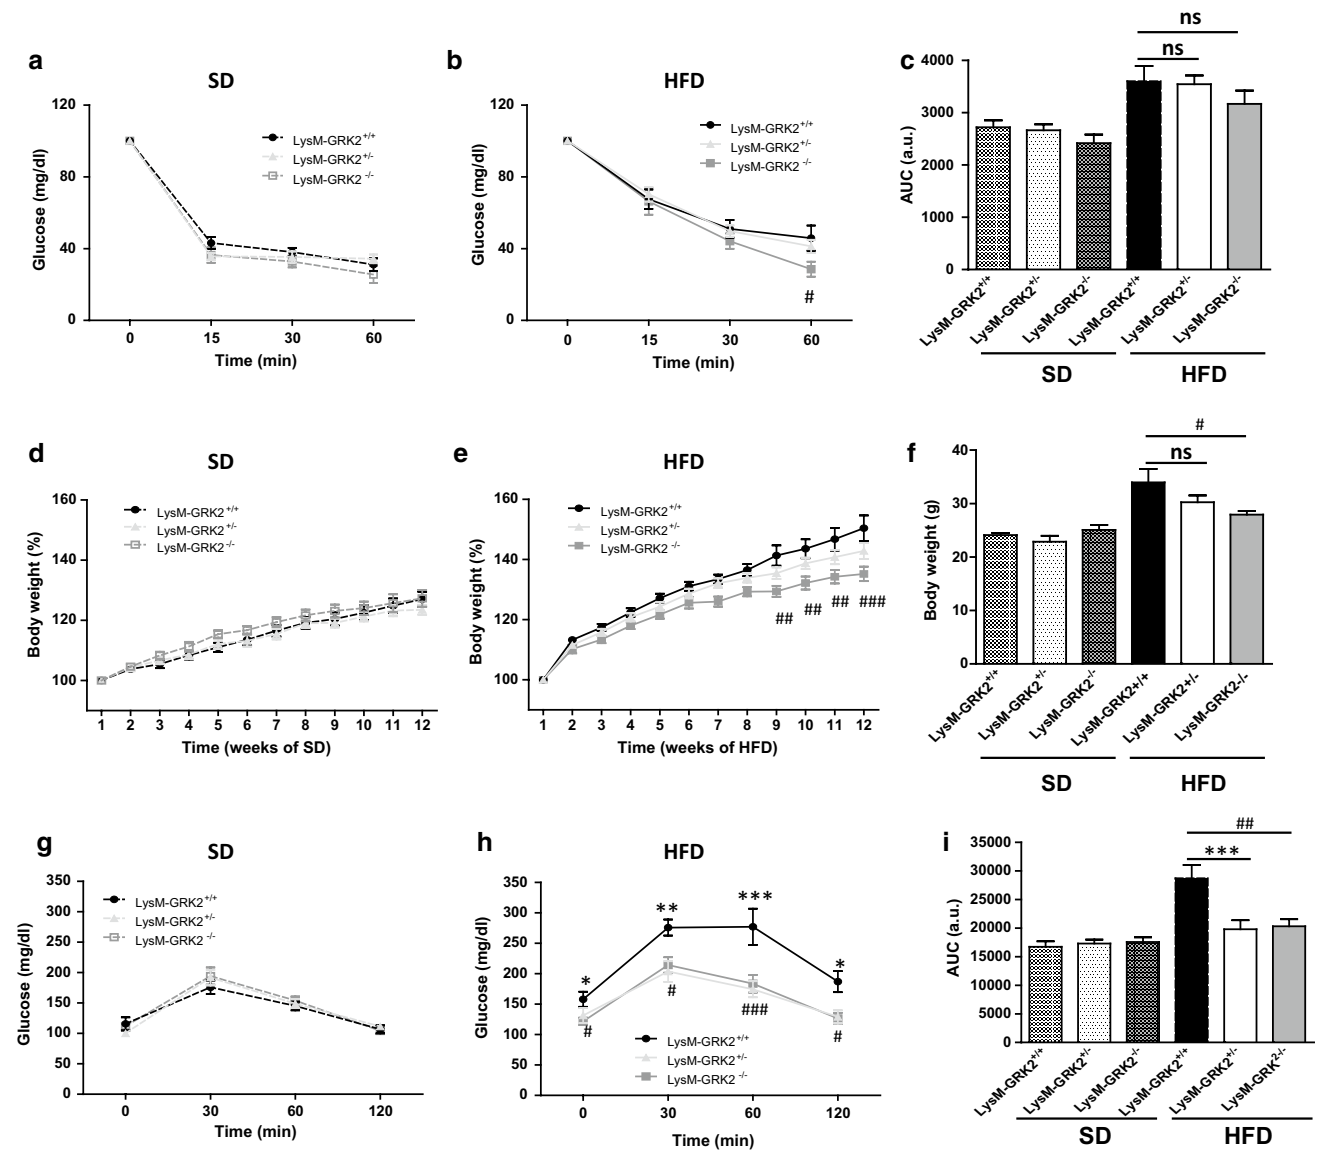 a
SD
Glucose (mg/dl)
120
80
40
0
LysM-GRK2+/+
LysM-GRK2+/-
LysM-GRK2 -/-
0 15 30 60
Time (min)
b
HFD
Glucose (mg/dl)
120
80
40
0
LysM-GRK2+/+
LysM-GRK2+/-
LysM-GRK2 -/-
#
0 15 30 60
Time (min)
c
ns
ns
AUC (a.u.)
4000
3000
2000
1000
0
LysM-GRK2+/+
LysM-GRK2+/-
LysM-GRK2-/-
LysM-GRK2+/+
LysM-GRK2+/-
LysM-GRK2-/-
SD HFD
d
SD
Body weight (%)
160
140
120
100
LysM-GRK2+/+
LysM-GRK2+/-
LysM-GRK2-/-
1 2 3 4 5 6 7 8 9 10 11 12
Time (weeks of SD)
e
HFD
Body weight (%)
160
140
120
100
LysM-GRK2+/+
LysM-GRK2+/-
LysM-GRK2 -/-
## ## ## ###
1 2 3 4 5 6 7 8 9 10 11 12
Time (weeks of HFD)
f
#
ns
Body weight (g)
40
30
20
10
0
LysM-GRK2+/+
LysM-GRK2+/-
LysM-GRK2-/-
LysM-GRK2+/+
LysM-GRK2+/-
LysM-GRK2-/-
SD HFD
g
SD
Glucose (mg/dl)
350
300
250
200
150
100
50
0
LysM-GRK2+/+
LysM-GRK2+/-
LysM-GRK2 -/-
0 30 60 120
Time (min)
h
HFD
Glucose (mg/dl)
350
300
250
200
150
100
50
0
* ** *** *
# # ### #
LysM-GRK2+/+
LysM-GRK2+/-
LysM-GRK2 -/-
0 30 60 120
Time (min)
i
##
***
AUC (a.u.)
35000
30000
25000
20000
15000
10000
5000
0
LysM-GRK2+/+
LysM-GRK2+/-
LysM-GRK2-/-
LysM-GRK2+/+
LysM-GRK2+/-
LysM-GRK2-/-
SD HFD